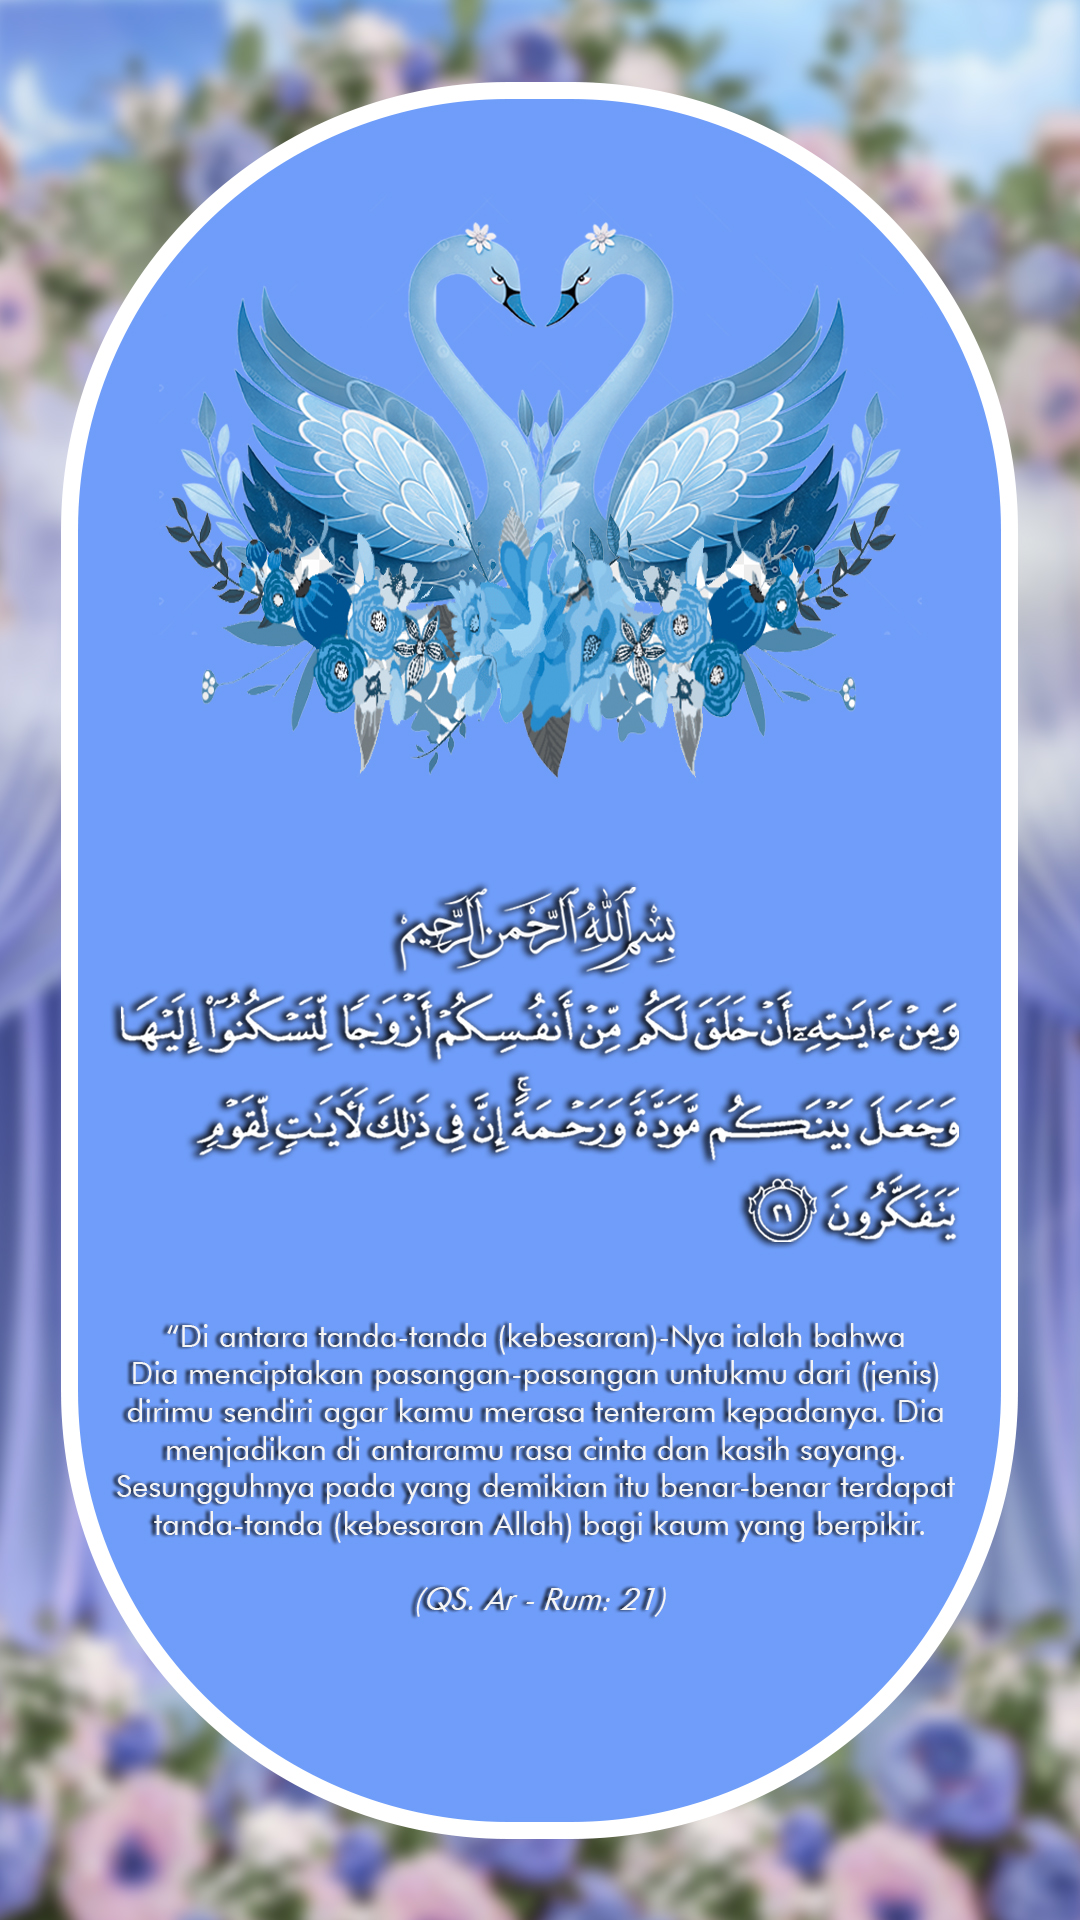 بِسْمِ اللَّهِ الرَّحْمَنِ الرَّحِيمِ
وَمِنْ ءَايَـٰتِهِۦٓ أَنْ خَلَقَ لَكُم مِّنْ أَنفُسِكُمْ أَزْوَٰجًا لِّتَسْكُنُوٓا۟ إِلَيْهَا
وَجَعَلَ بَيْنَكُم مَّوَدَّةً وَرَحْمَةً ۚ إِنَّ فِى ذَٰلِكَ لَـَٔايَـٰتٍ لِّقَوْمٍ
يَتَفَكَّرُونَ ٢١
“Di antara tanda-tanda (kebesaran)-Nya ialah bahwa
Dia menciptakan pasangan-pasangan untukmu dari (jenis)
dirimu sendiri agar kamu merasa tenteram kepadanya. Dia
menjadikan di antaramu rasa cinta dan kasih sayang.
Sesungguhnya pada yang demikian itu benar-benar terdapat
tanda-tanda (kebesaran Allah) bagi kaum yang berpikir.
(QS. Ar - Rum: 21)